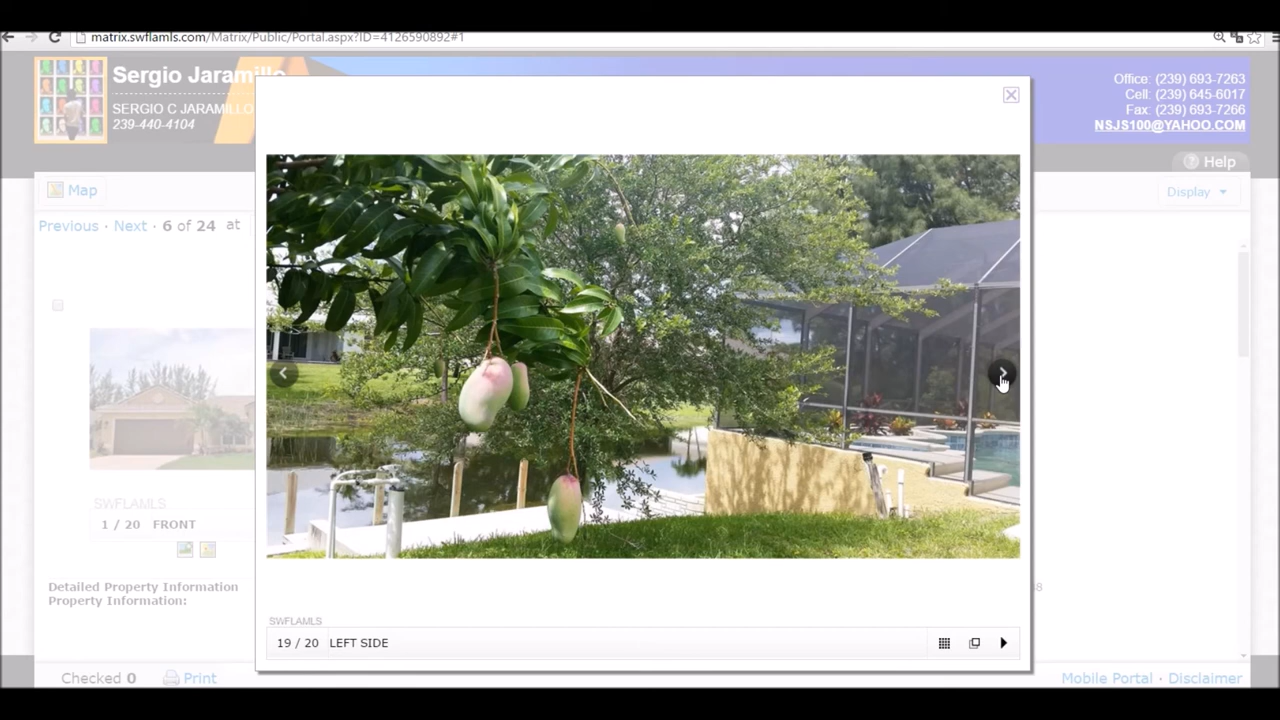 matrix.swflamls.com/Matrix/Public/Portal.aspx?ID=4126590892#1
Sergio Jaramillo
SERGIO C JARAMILLO
239-440-4104
Office: (239) 693-7263
Cell: (239) 645-6017
Fax: (239) 693-7266
NSJS100@YAHOO.COM
Help
Map
Display
Previous · Next · 6 of 24 at
SWFLAMLS
1 / 20 FRONT
Detailed Property Information
Property Information:
SWFLAMLS
19 / 20 LEFT SIDE
Checked 0 Print
Mobile Portal · Disclaimer